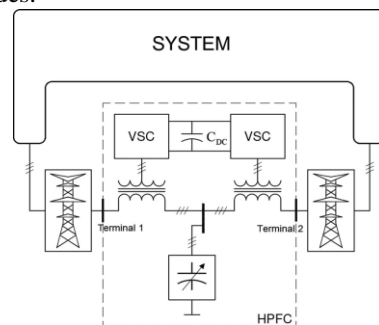 SYSTEM
VSC
C_DC
VSC
Terminal 1
Terminal 2
HPFC